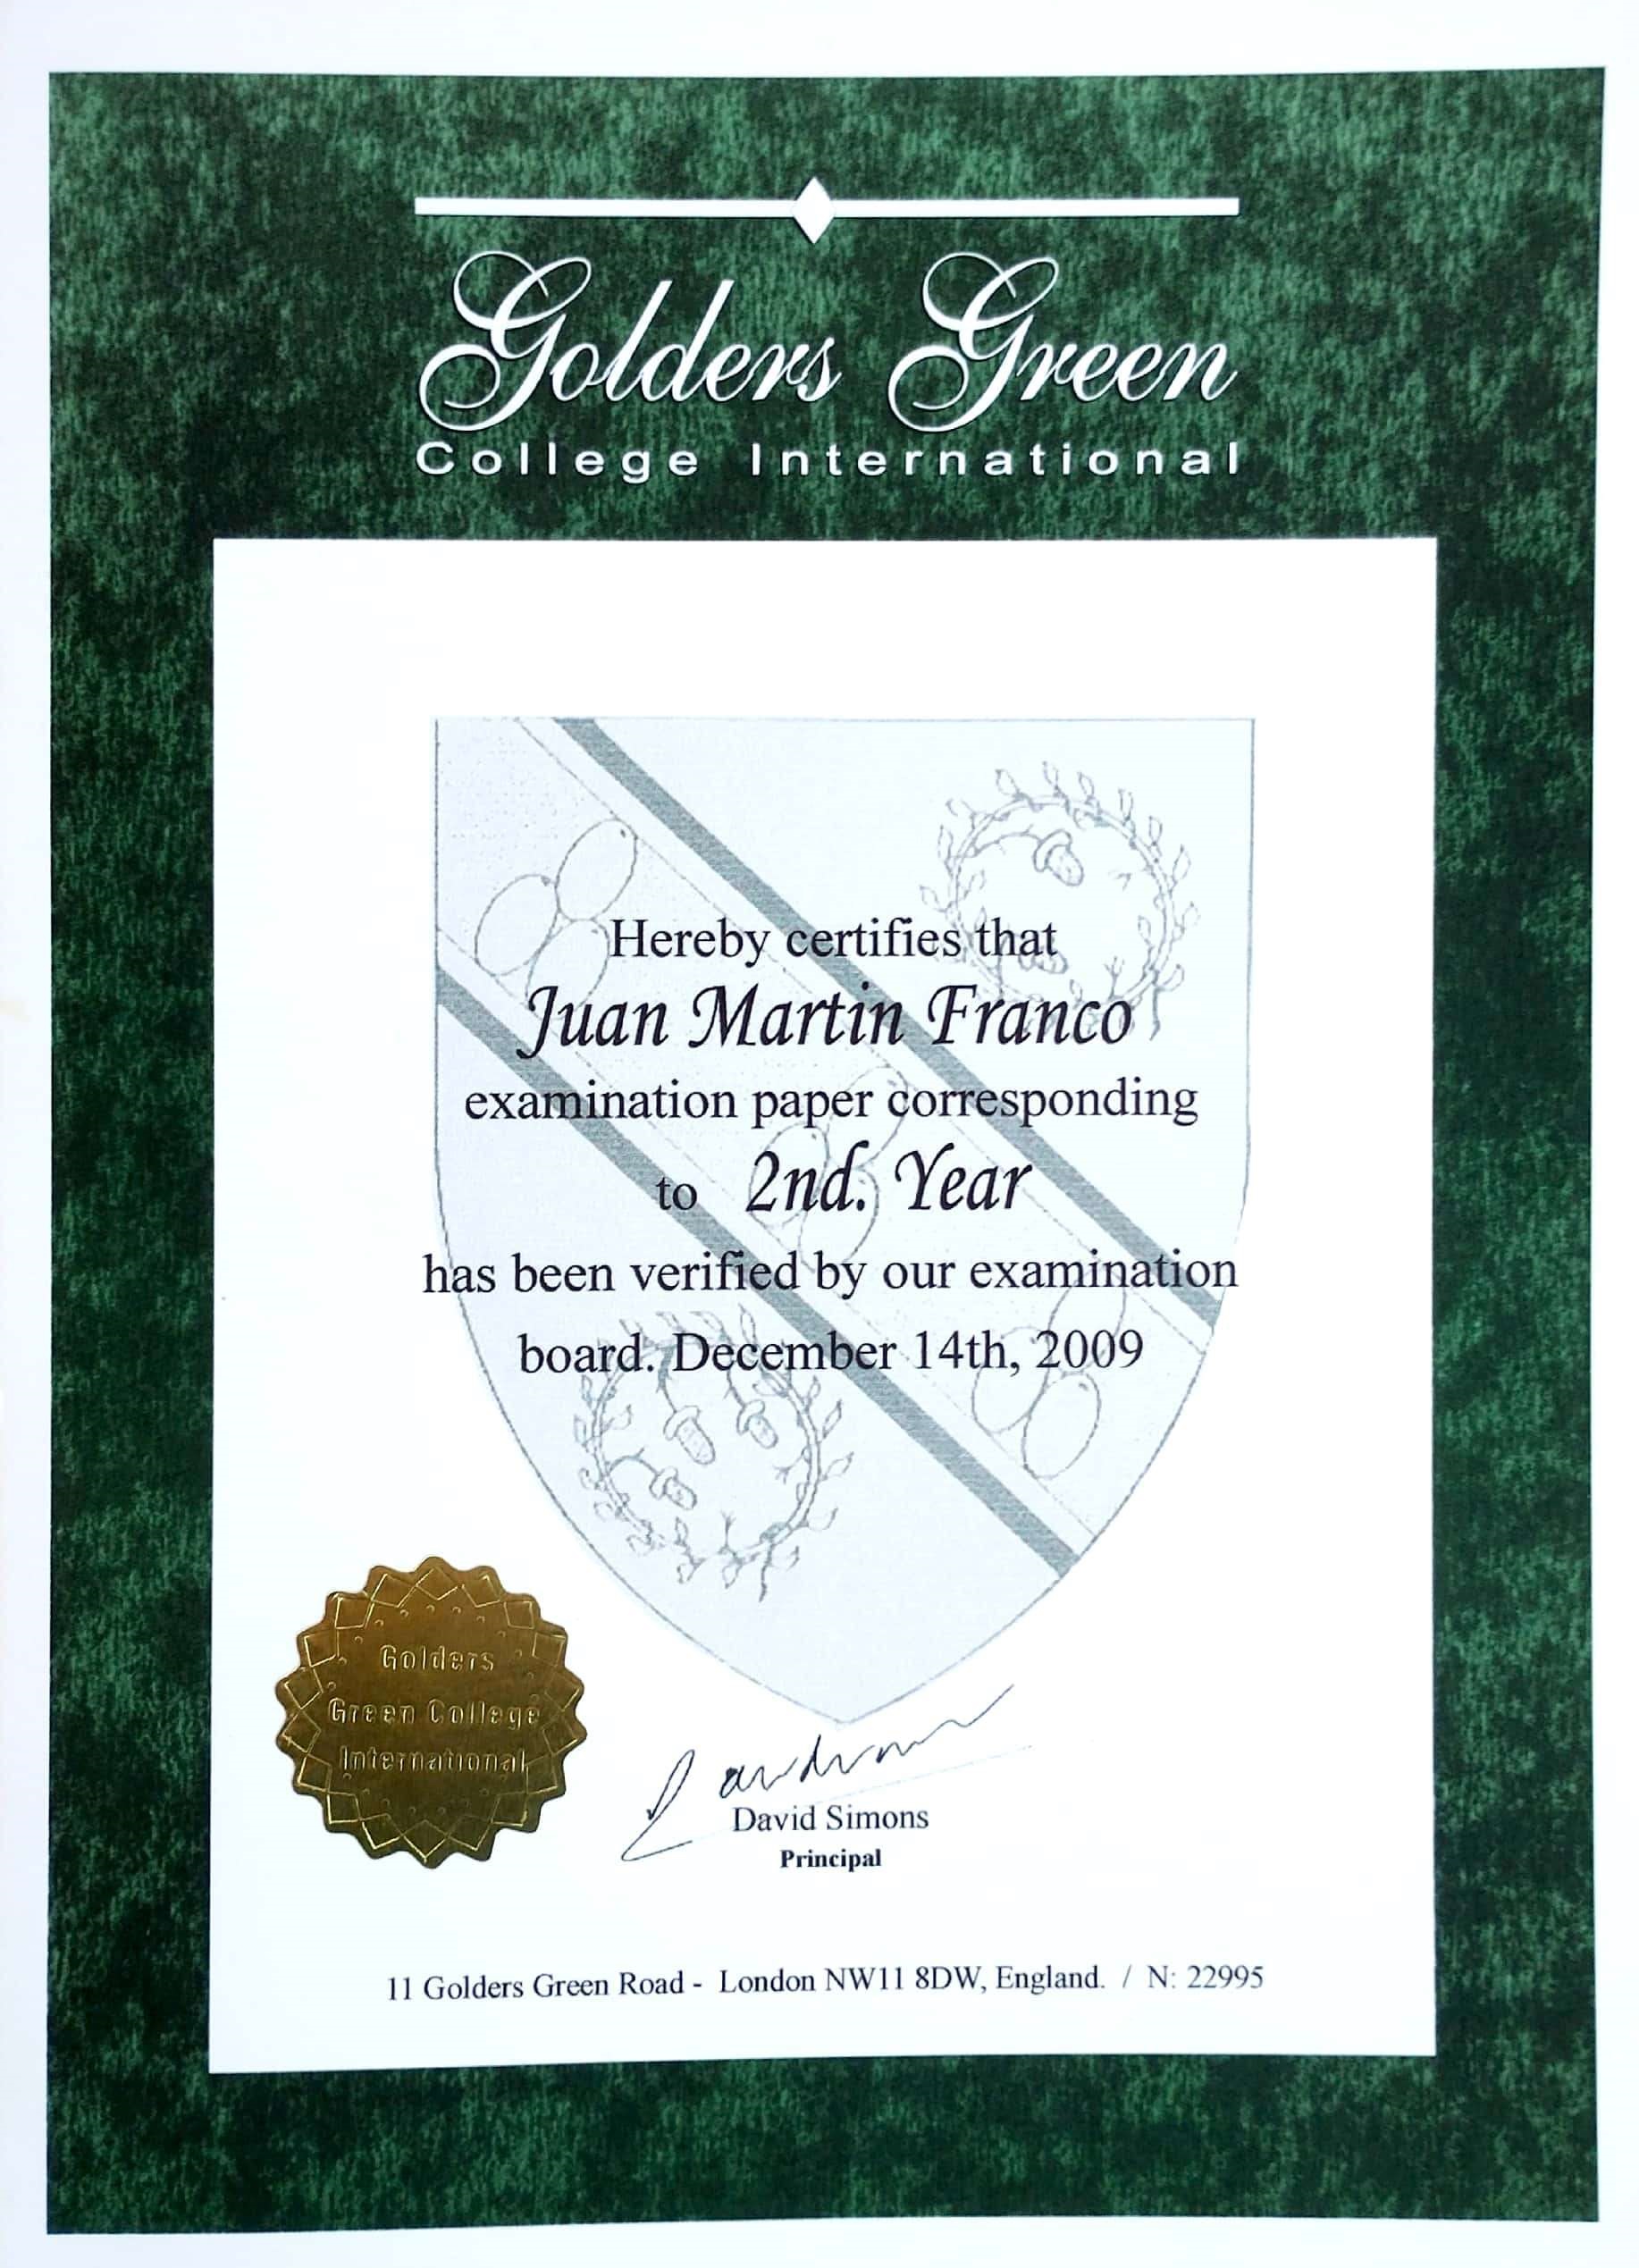 Golders Green
College International
Hereby certifies that
Juan Martin Franco
examination paper corresponding
to 2nd. Year
has been verified by our examination
board. December 14th, 2009
Golders
Green College
International
David Simons
Principal
11 Golders Green Road - London NW11 8DW, England. / N: 22995